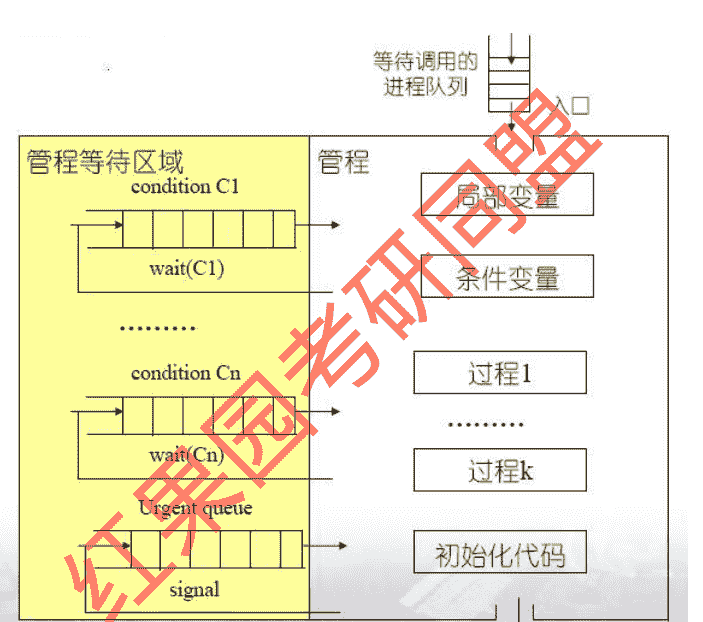 等待调用的
进程队列
入口
管程等待区域
管程
condition C1
局部变量
wait(C1)
条件变量
………
condition Cn
过程1
………
wait(Cn)
过程k
Urgent queue
初始化代码
signal
红果园考研同盟